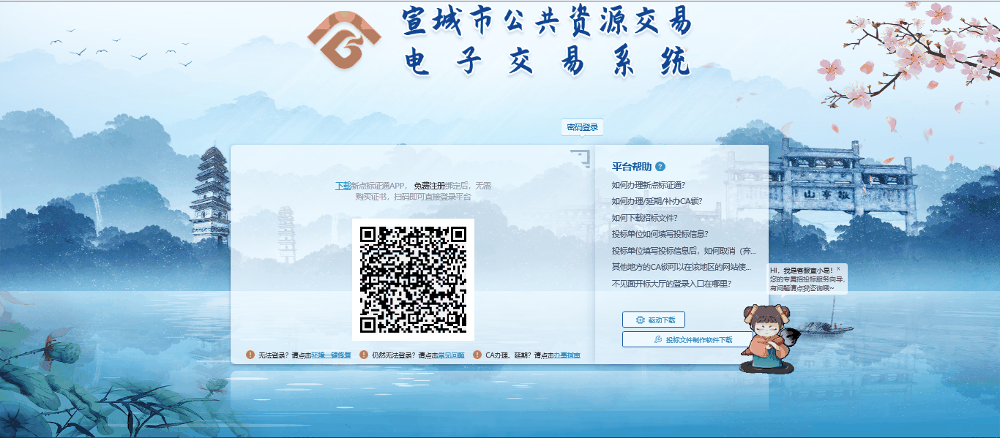 宣城市公共资源交易
电子交易系统
密码登录
下载新点标证通APP，免费注册绑定后，无需
购买证书，扫码即可直接登录平台
无法登录？请点击环境一键修复
仍然无法登录？请点击常见问题
CA办理、延期？请点击办事指南
平台帮助 ?
如何办理新点标证通?
如何办理/延期/补办CA锁?
如何下载招标文件?
投标单位如何填写投标信息?
投标单位填写投标信息后，如何取消（弃...
其他地方的CA锁可以在该地区的网站使...
不见面开标大厅的登录入口在哪里?
驱动下载
投标文件制作软件下载
HI，我是客服宣小易！ x
您的专属招投标服务向导，
有问题请点我咨询哦~
山亭敬